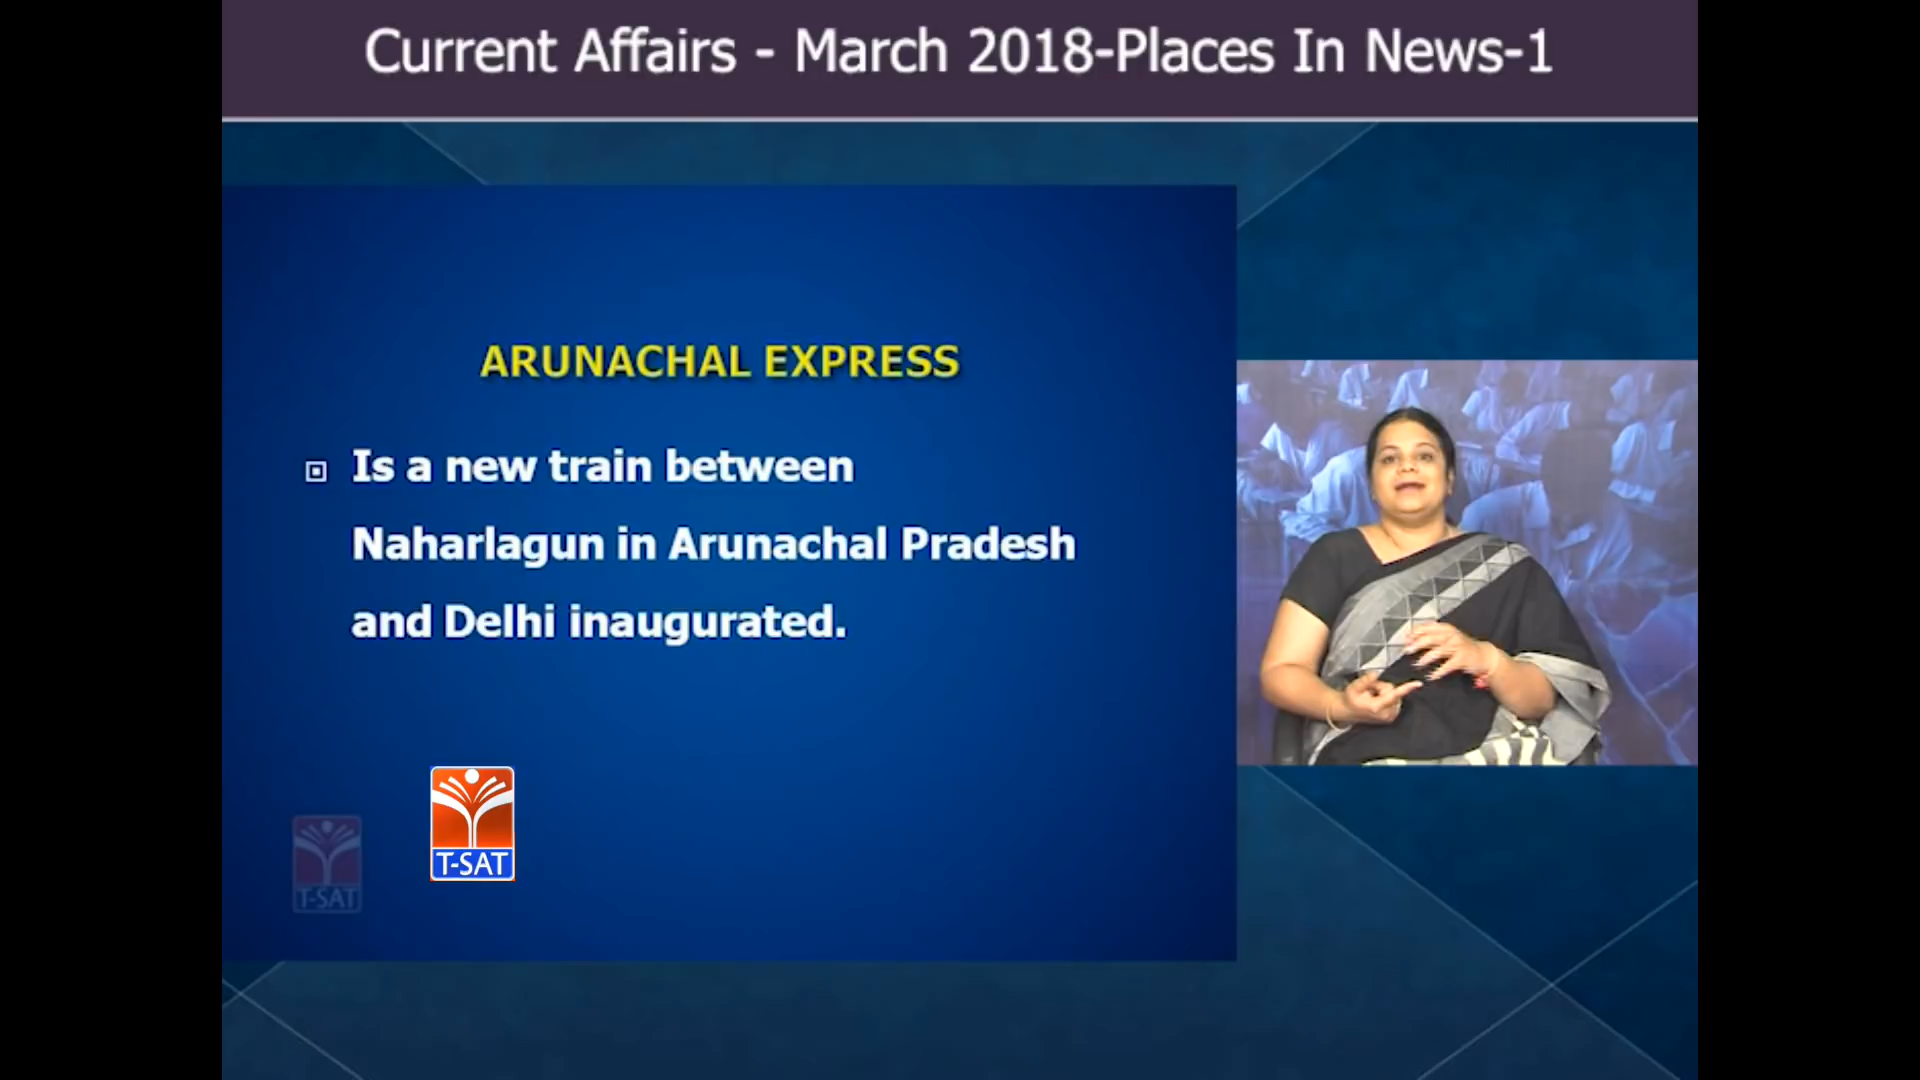 Current Affairs - March 2018-Places In News-1
ARUNACHAL EXPRESS
Is a new train between
Naharlagun in Arunachal Pradesh
and Delhi inaugurated.
T-SAT
T-SAT